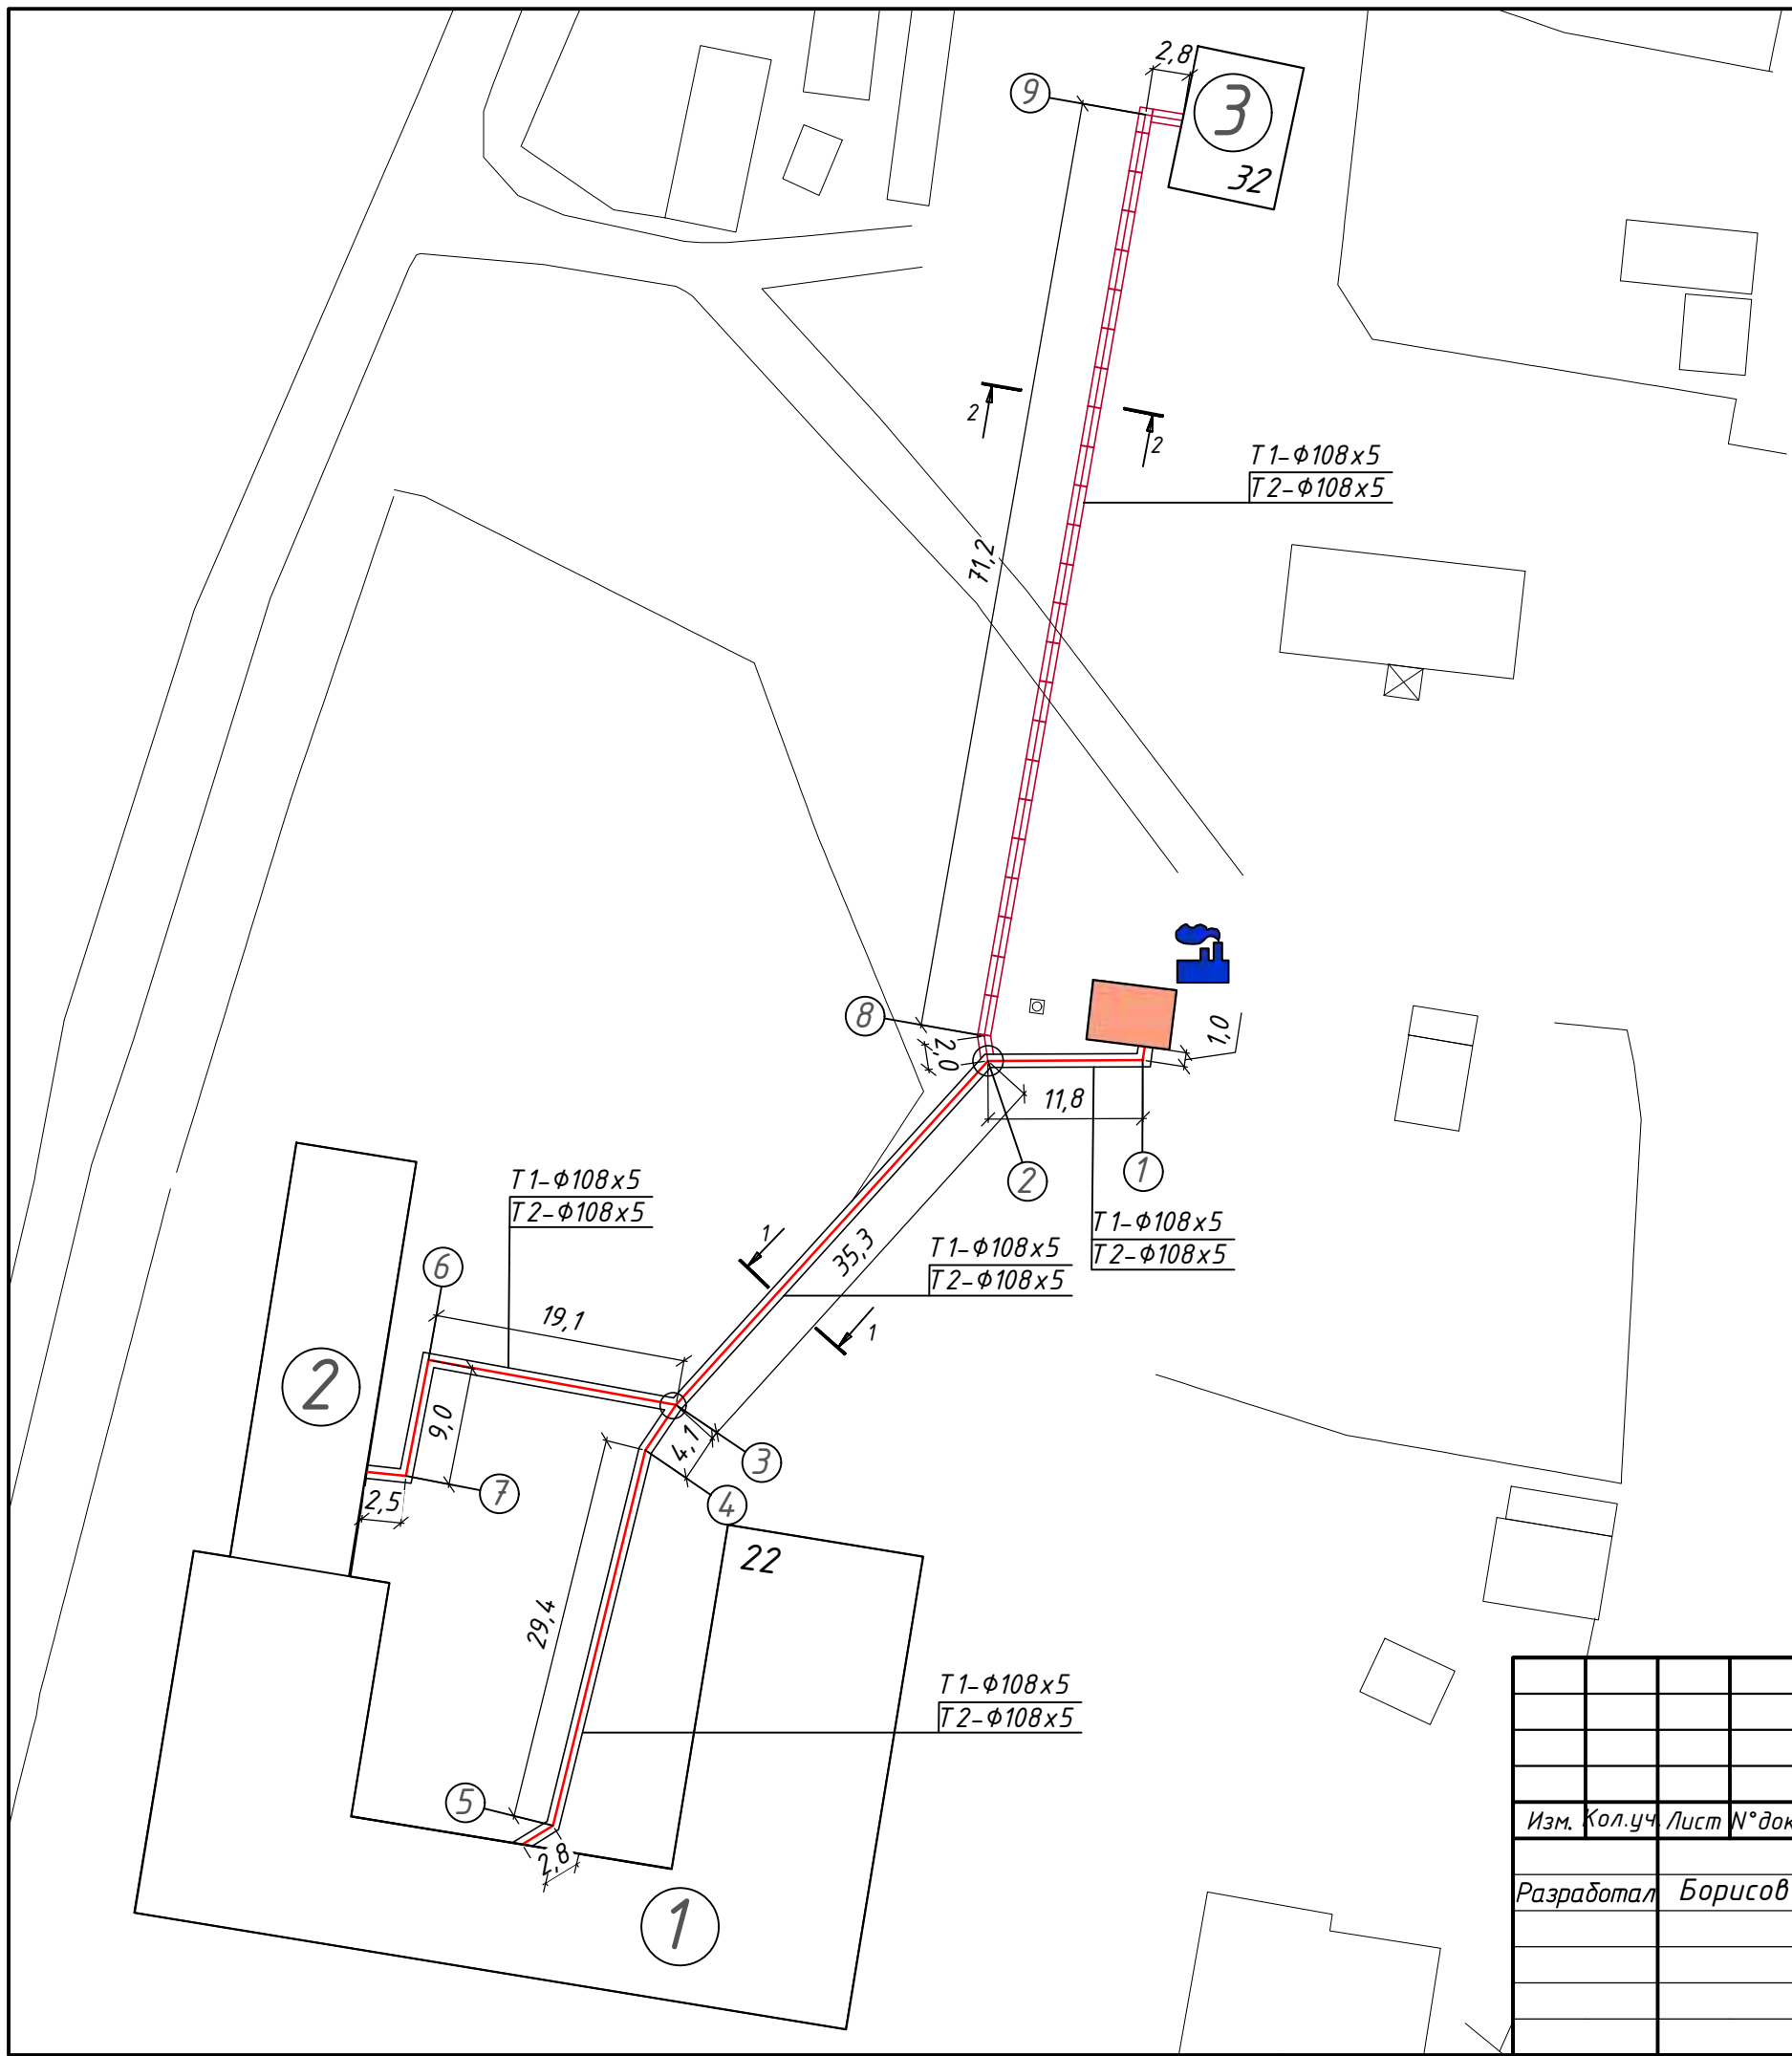 2,8
9
3
32
2
2
Т1-Ф108х5
Т2-Ф108х5
71,2
8
2,0
1,0
11,8
2
1
Т1-Ф108х5
Т2-Ф108х5
Т1-Ф108х5
Т2-Ф108х5
1
35,3
Т1-Ф108х5
Т2-Ф108х5
6
19,1
1
2
9,0
4,1
3
7
2,5
4
22
29,4
Т1-Ф108х5
Т2-Ф108х5
5
2,8
1
Изм. Кол.уч. Лист N°док
Разработал Борисов